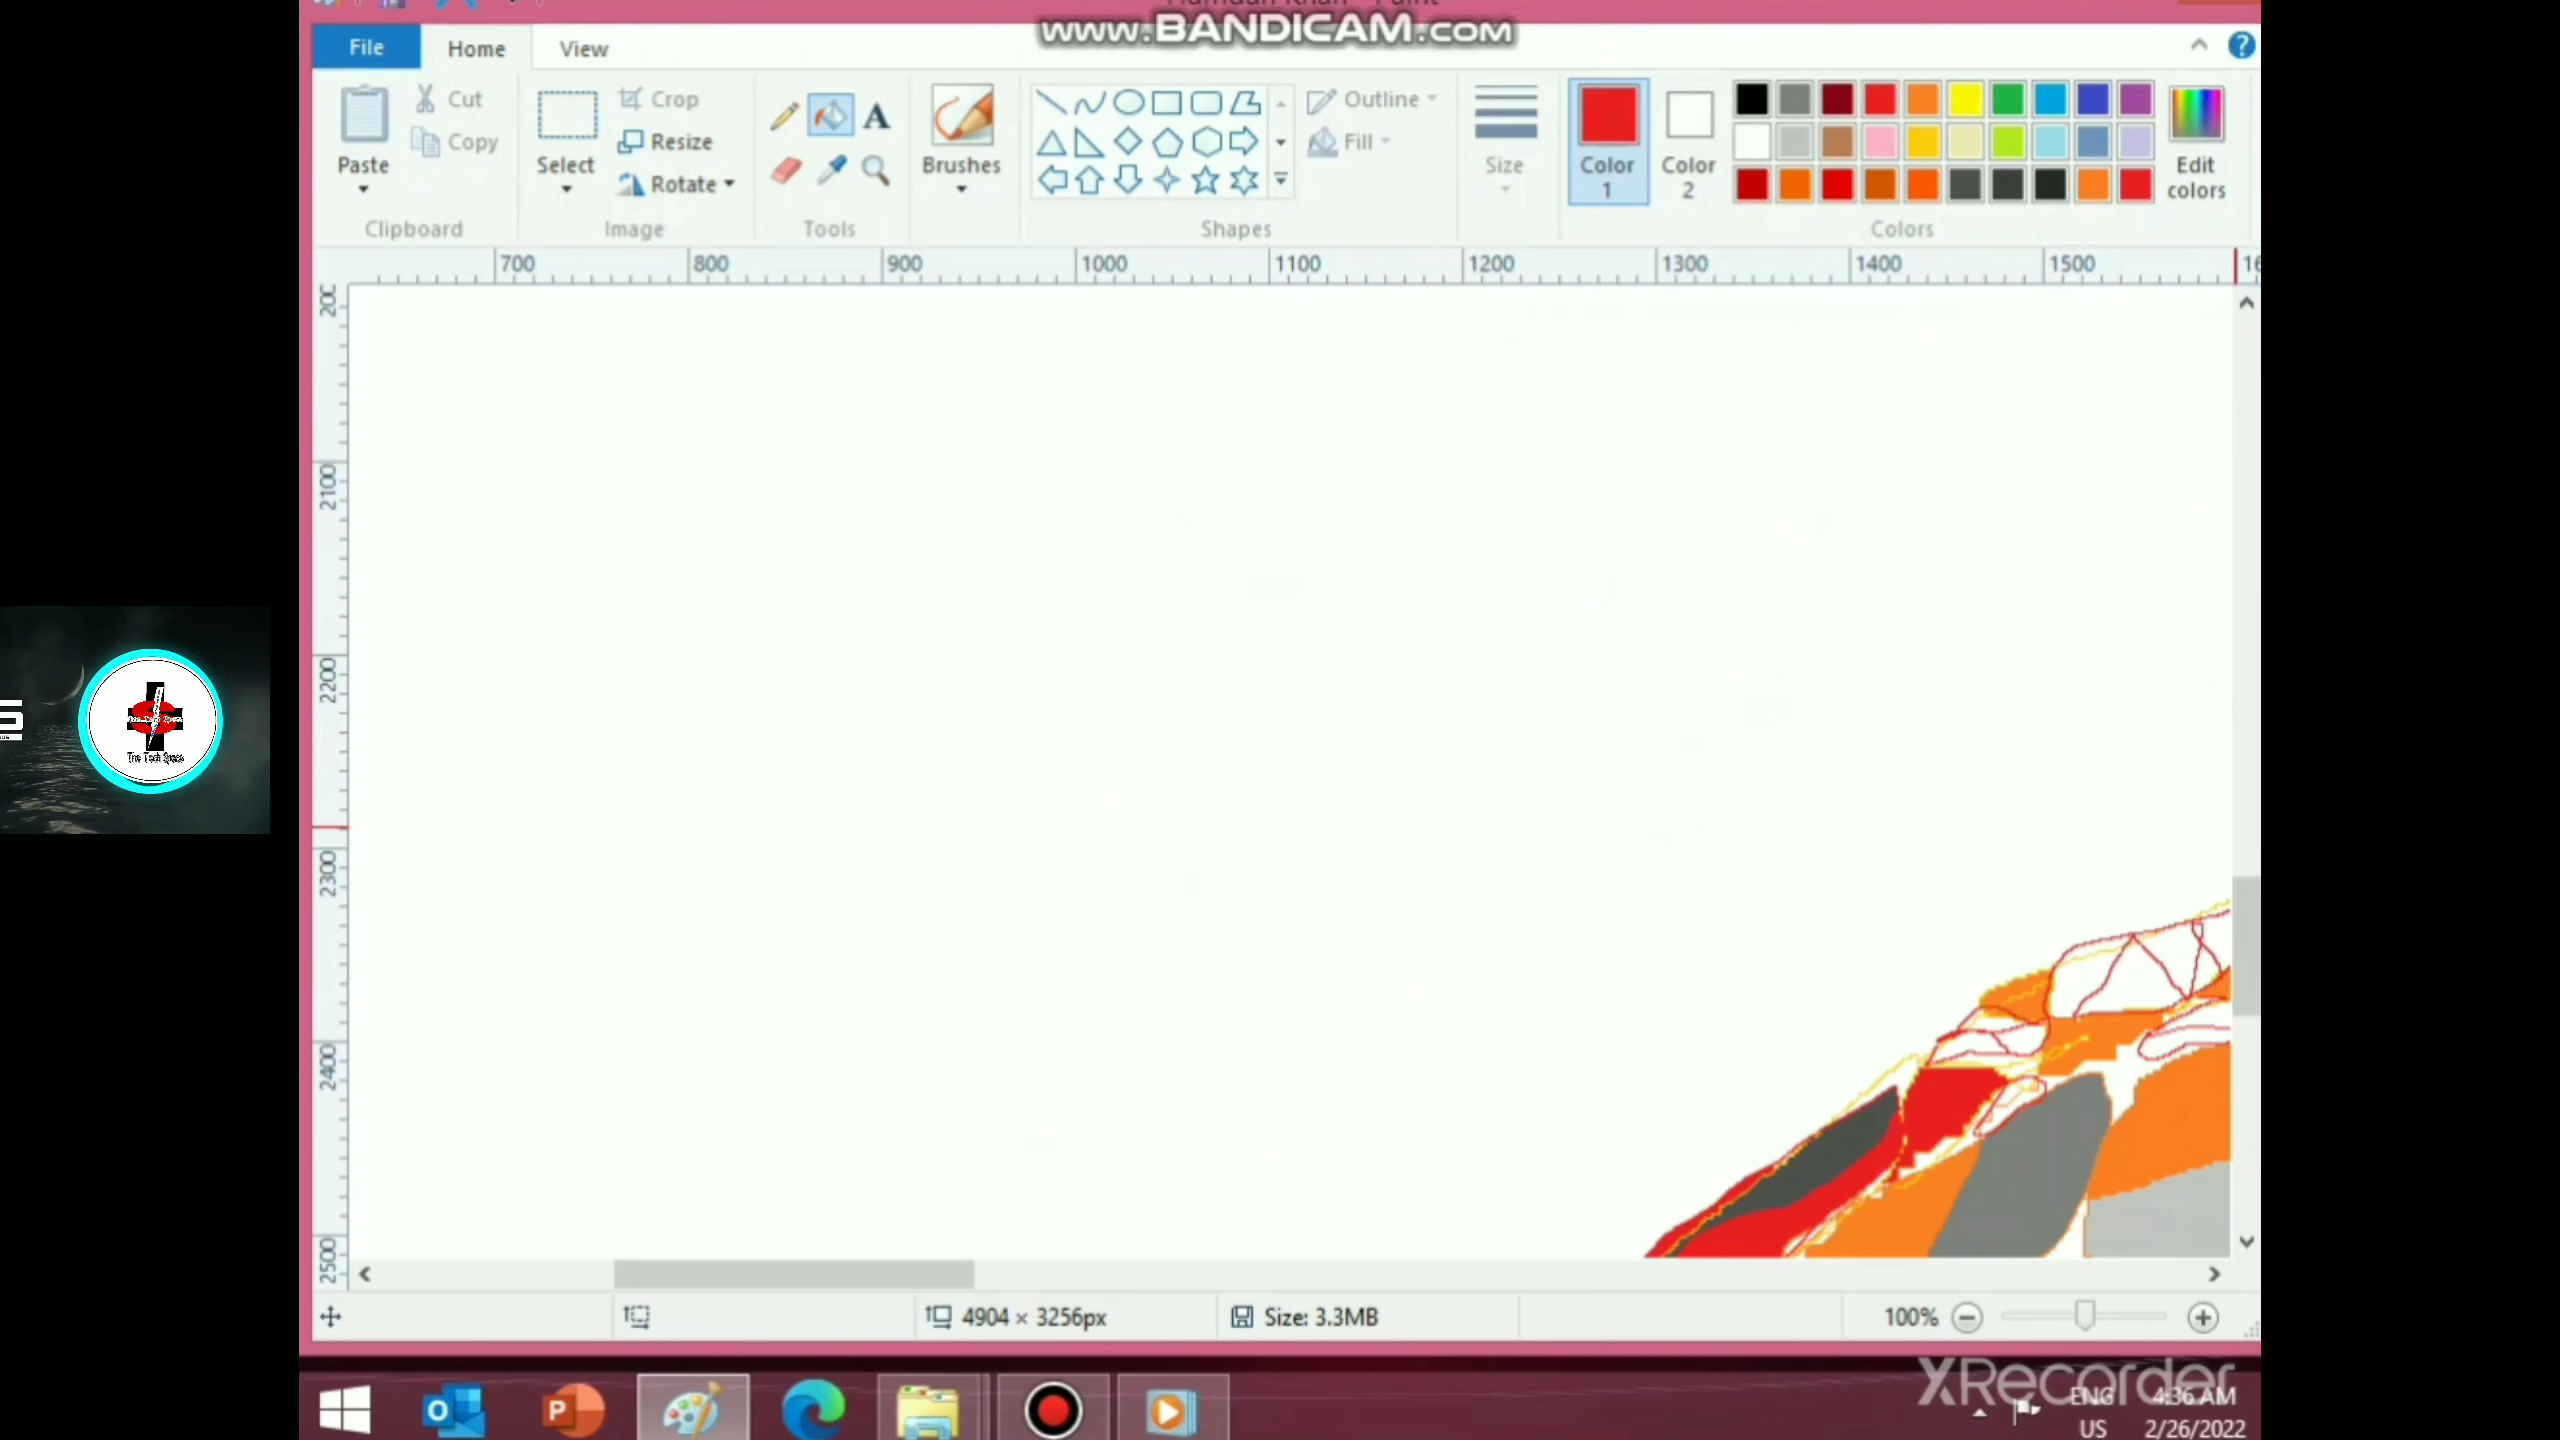 www.BANDICAM.com
File
Home
View
Paste
Cut
Copy
Clipboard
Select
Crop
Resize
Rotate
Image
A
Tools
Brushes
Shapes
Outline
Fill
Size
Color
1
Color
2
Edit
colors
Colors
700
800
900
1000
1100
1200
1300
1400
1500
2100
2200
2300
2400
2500
The Tech Space
4904 × 3256px
Size: 3.3MB
100%
XRecorder
ENG
US
4:36 AM
2/26/2022